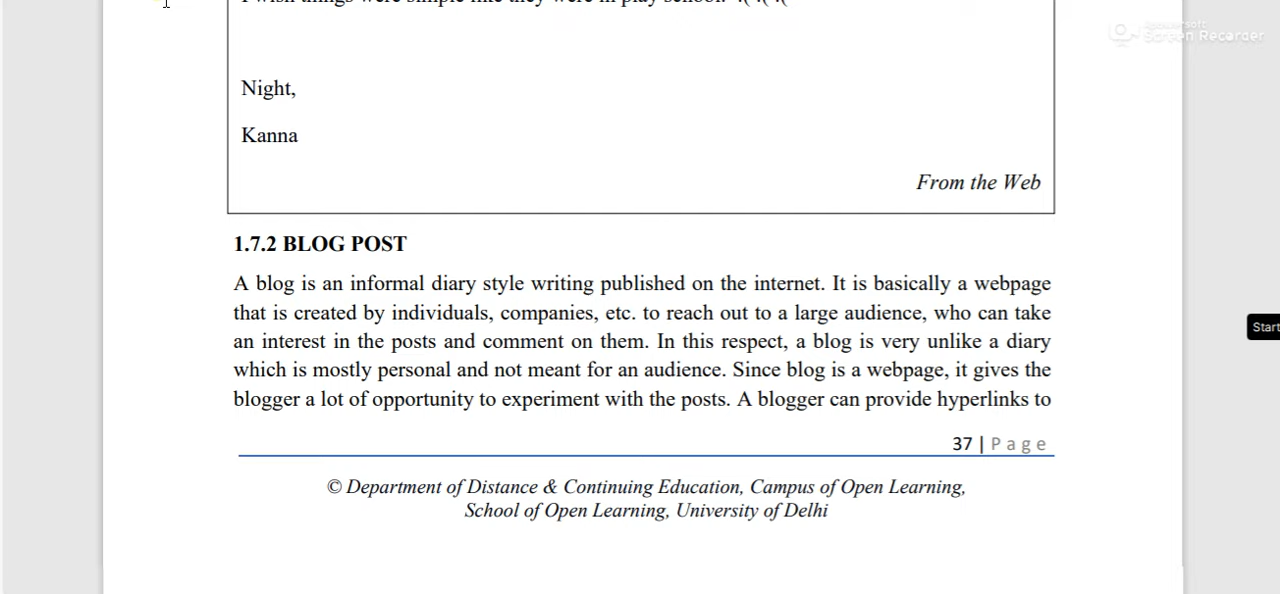 I wish things were simple like they were in play school. :( :( :(
Night,
Kanna
From the Web
1.7.2 BLOG POST
A blog is an informal diary style writing published on the internet. It is basically a webpage
that is created by individuals, companies, etc. to reach out to a large audience, who can take
an interest in the posts and comment on them. In this respect, a blog is very unlike a diary
which is mostly personal and not meant for an audience. Since blog is a webpage, it gives the
blogger a lot of opportunity to experiment with the posts. A blogger can provide hyperlinks to
37 | Page
© Department of Distance & Continuing Education, Campus of Open Learning,
School of Open Learning, University of Delhi
Apowersoft
Screen Recorder
Start